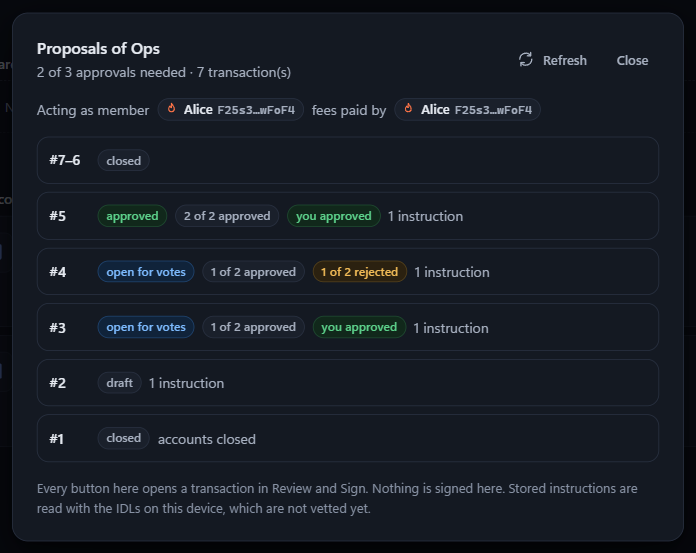 Proposals of Ops
2 of 3 approvals needed · 7 transaction(s)
Refresh
Close
Acting as member Alice F25s3…wFoF4 fees paid by Alice F25s3…wFoF4
#7–6 closed
#5 approved 2 of 2 approved you approved 1 instruction
#4 open for votes 1 of 2 approved 1 of 2 rejected 1 instruction
#3 open for votes 1 of 2 approved you approved 1 instruction
#2 draft 1 instruction
#1 closed accounts closed
Every button here opens a transaction in Review and Sign. Nothing is signed here. Stored instructions are
read with the IDLs on this device, which are not vetted yet.